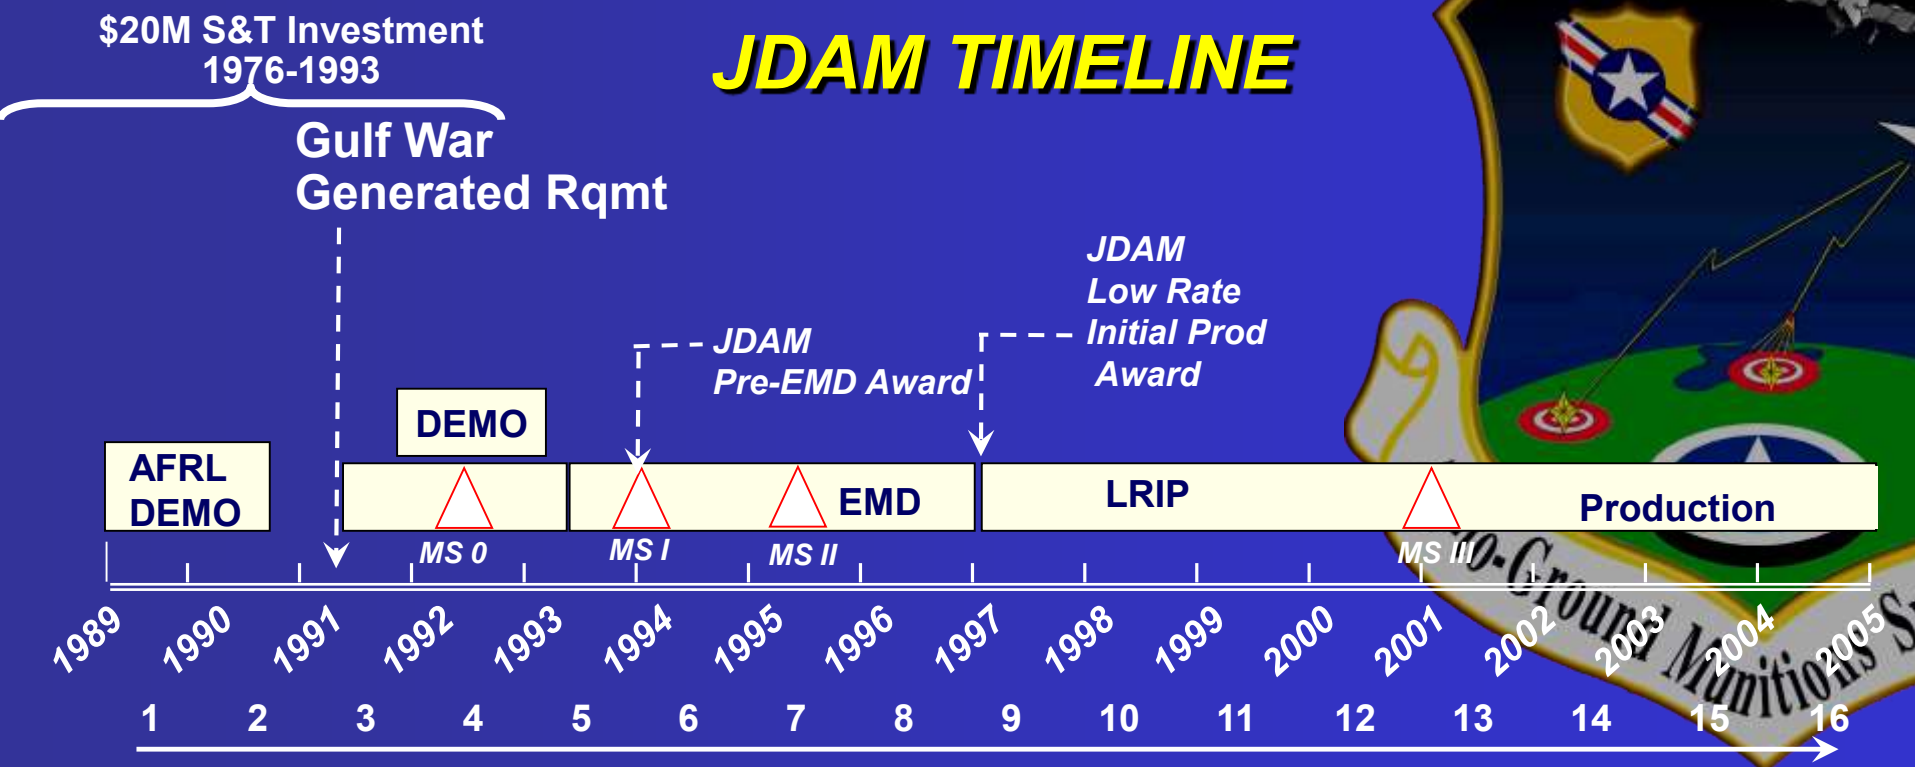 $20M S&T Investment
1976-1993
JDAM TIMELINE
Gulf War
Generated Rqmt
JDAM
Low Rate
Initial Prod
Award
JDAM
Pre-EMD Award
DEMO
AFRL
DEMO
EMD
LRIP
Production
MS 0
MS I
MS II
MS III
1989 1990 1991 1992 1993 1994 1995 1996 1997 1998 1999 2000 2001 2002 2003 2004 2005
-Ground Munitions
1 2 3 4 5 6 7 8 9 10 11 12 13 14 15 16